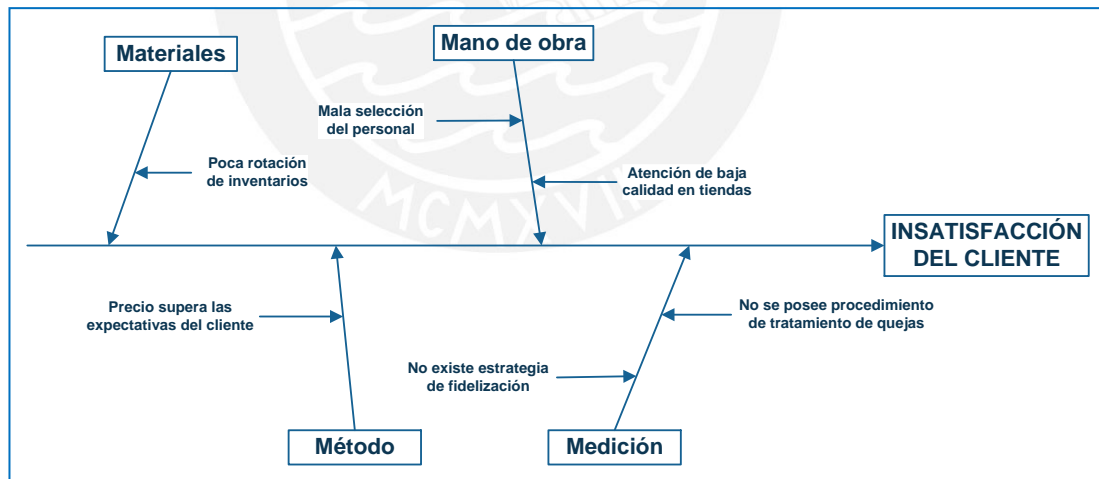 Materiales
Mano de obra
Mala selección
del personal
Poca rotación
de inventarios
Atención de baja
calidad en tiendas
MCMXVII
INSATISFACCIÓN
DEL CLIENTE
Precio supera las
expectativas del cliente
No se posee procedimiento
de tratamiento de quejas
No existe estrategia
de fidelización
Método
Medición